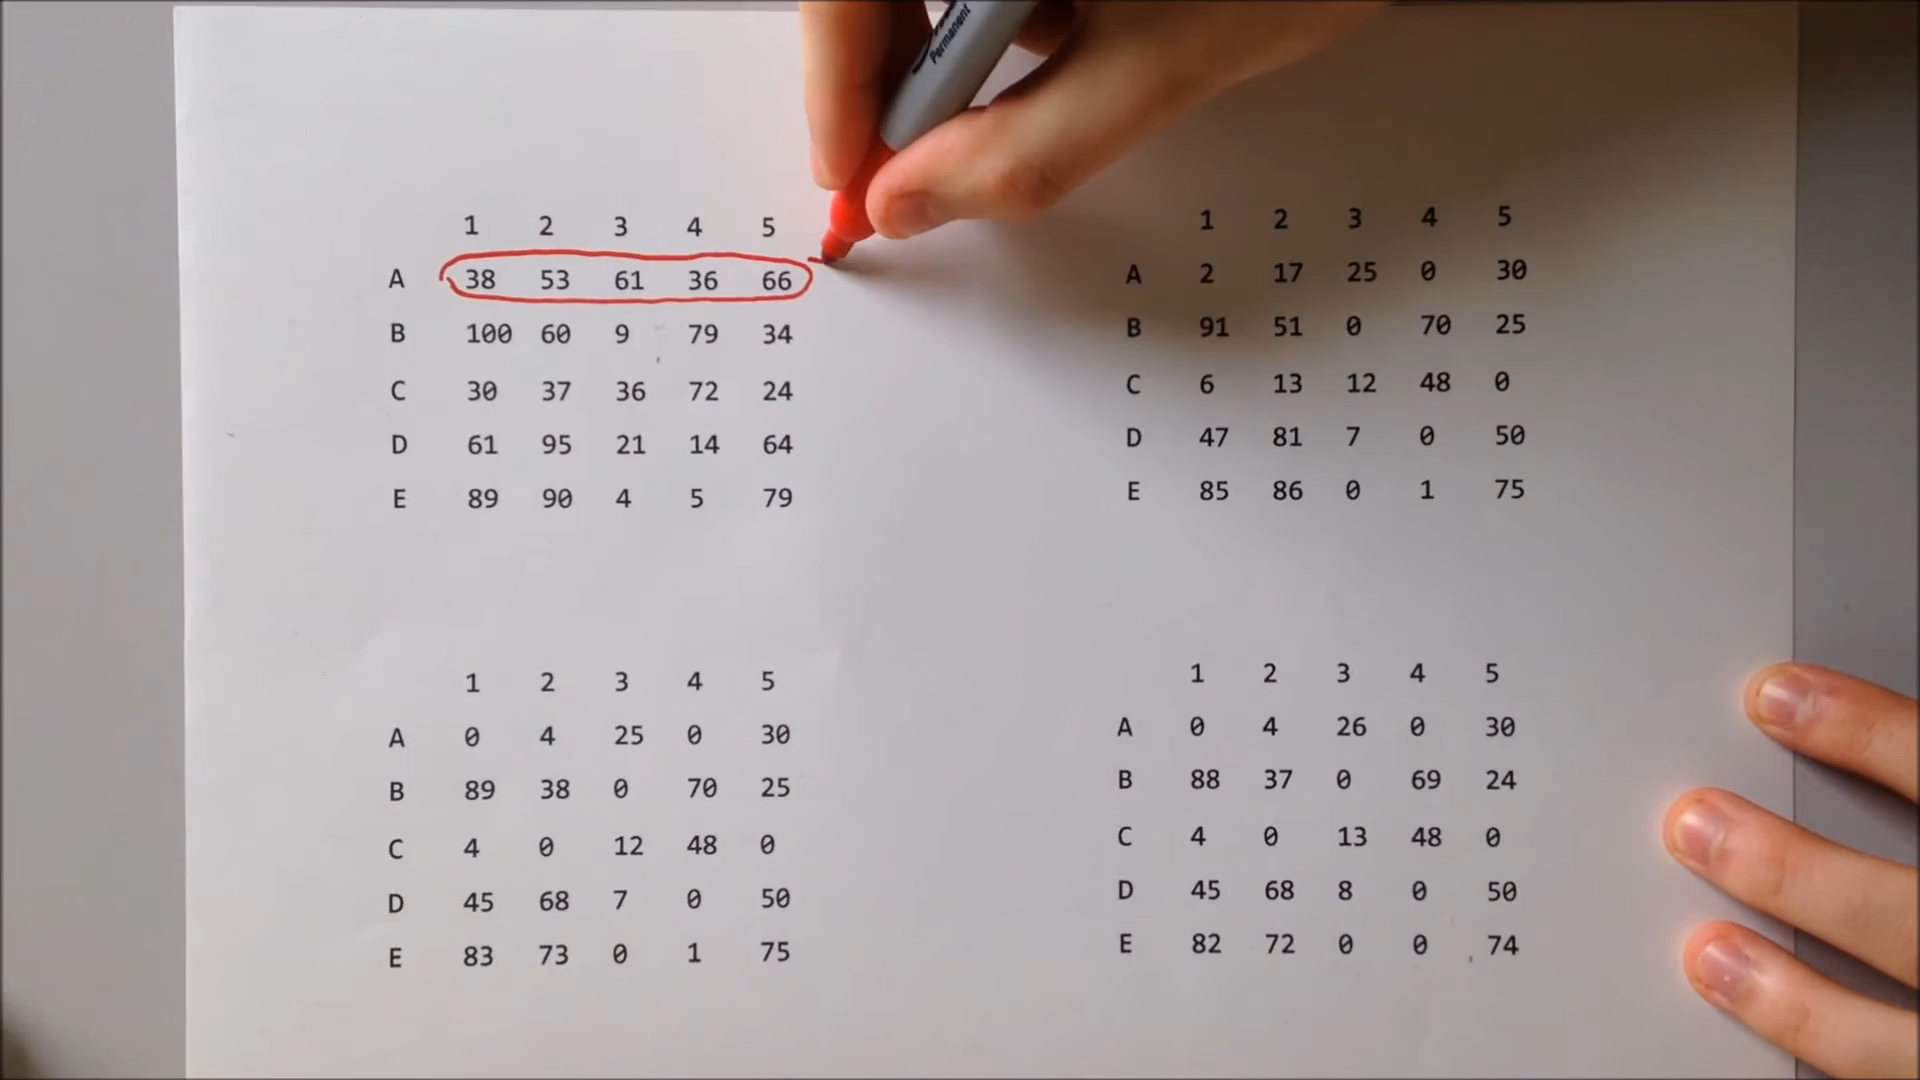 Permanent
1 2 3 4 5
A 38 53 61 36 66
B 100 60 9 79 34
C 30 37 36 72 24
D 61 95 21 14 64
E 89 90 4 5 79
1 2 3 4 5
A 2 17 25 0 30
B 91 51 0 70 25
C 6 13 12 48 0
D 47 81 7 0 50
E 85 86 0 1 75
1 2 3 4 5
A 0 4 25 0 30
B 89 38 0 70 25
C 4 0 12 48 0
D 45 68 7 0 50
E 83 73 0 1 75
1 2 3 4 5
A 0 4 26 0 30
B 88 37 0 69 24
C 4 0 13 48 0
D 45 68 8 0 50
E 82 72 0 0 74